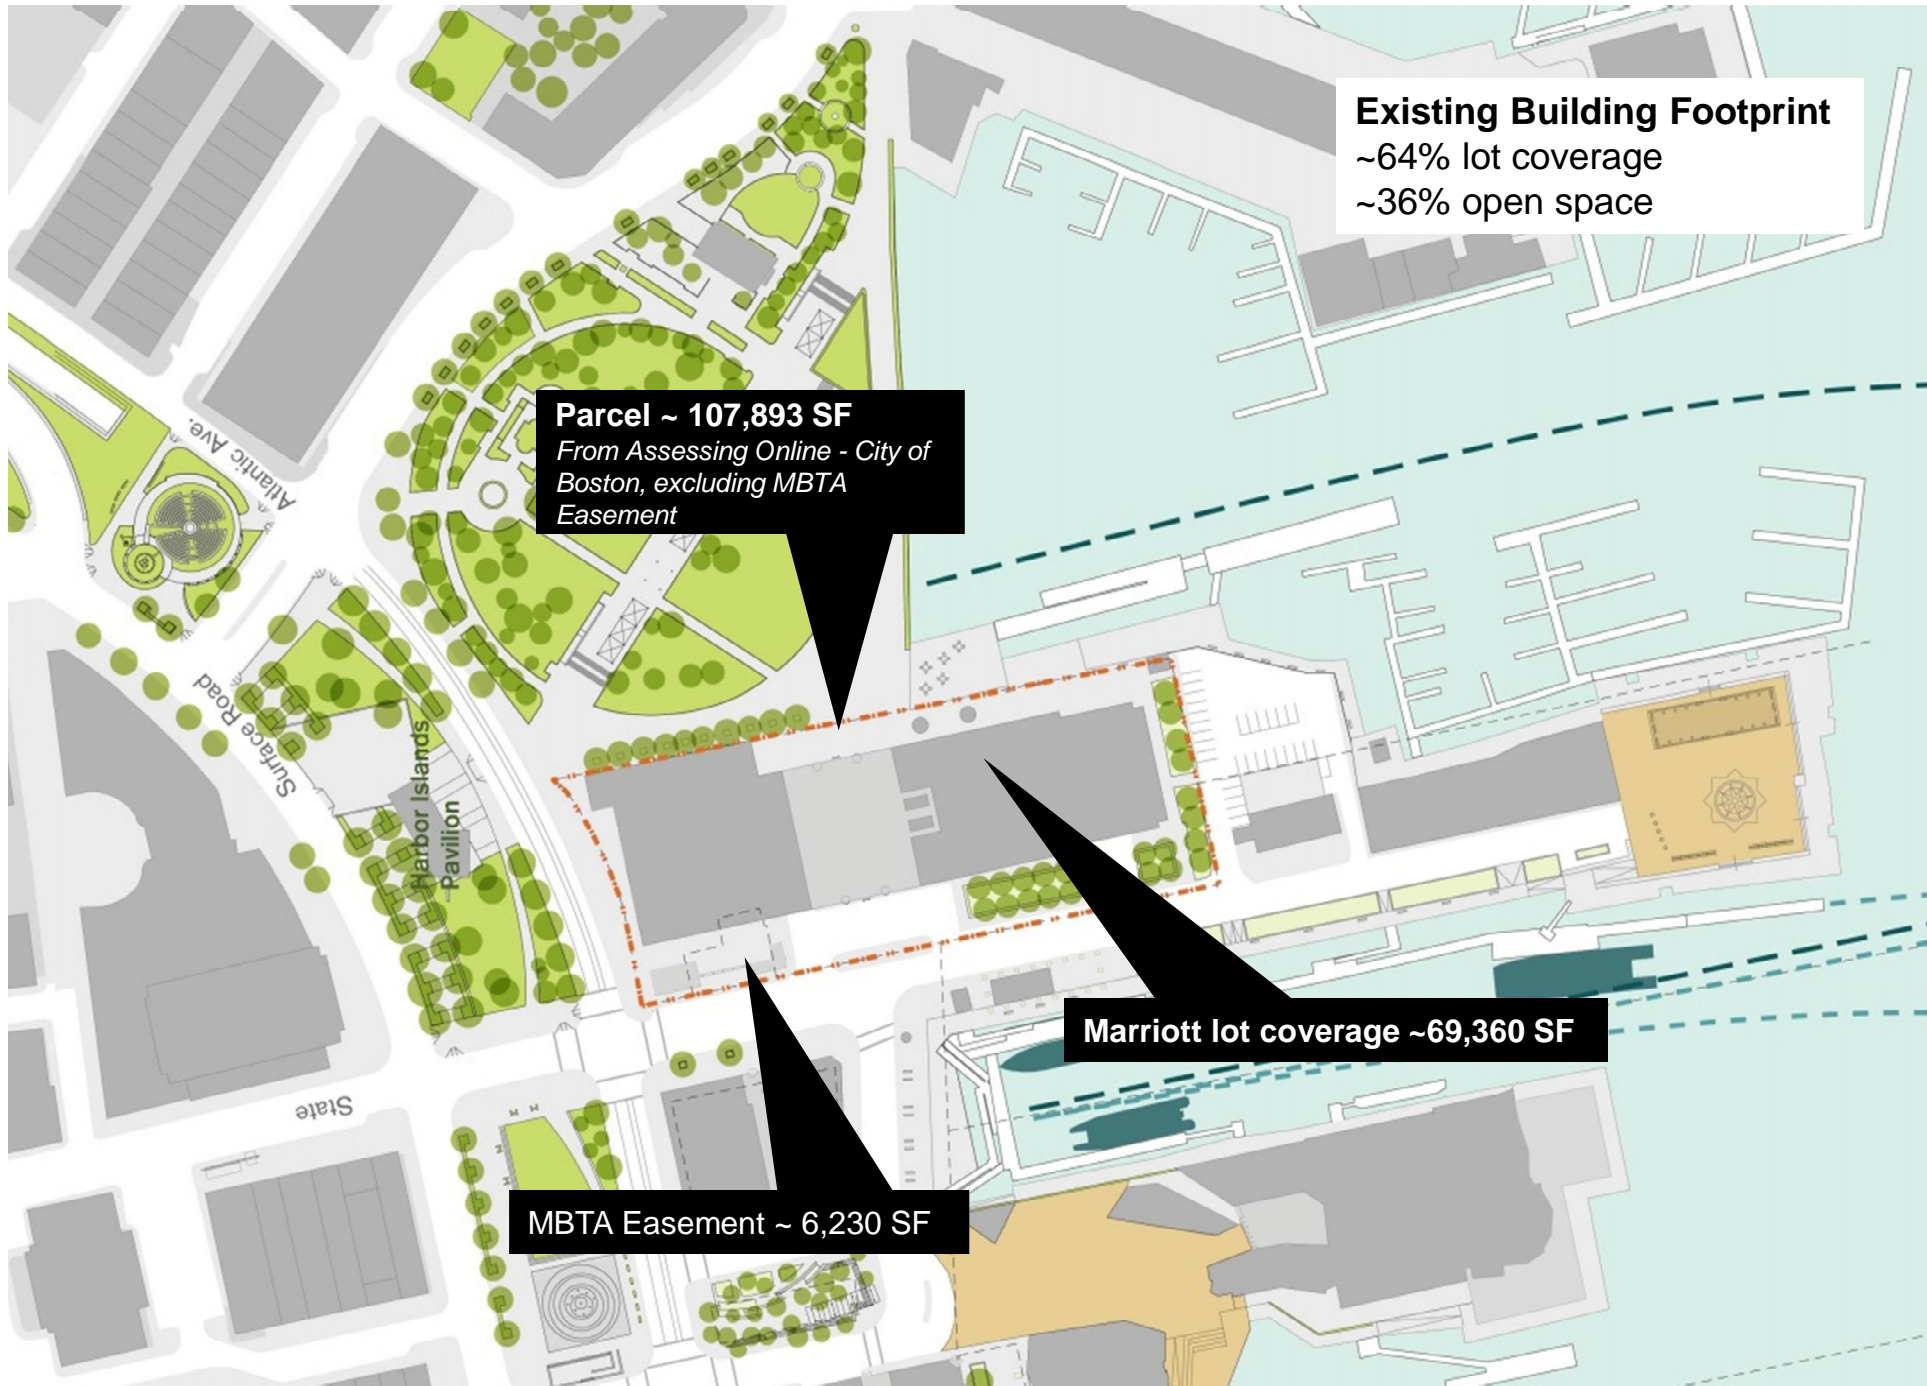 Existing Building Footprint
~64% lot coverage
~36% open space
Parcel ~ 107,893 SF
From Assessing Online - City of
Boston, excluding MBTA
Easement
Atlantic Ave.
Surface Road
Harbor Islands
Pavilion
Marriott lot coverage ~69,360 SF
State
MBTA Easement ~ 6,230 SF